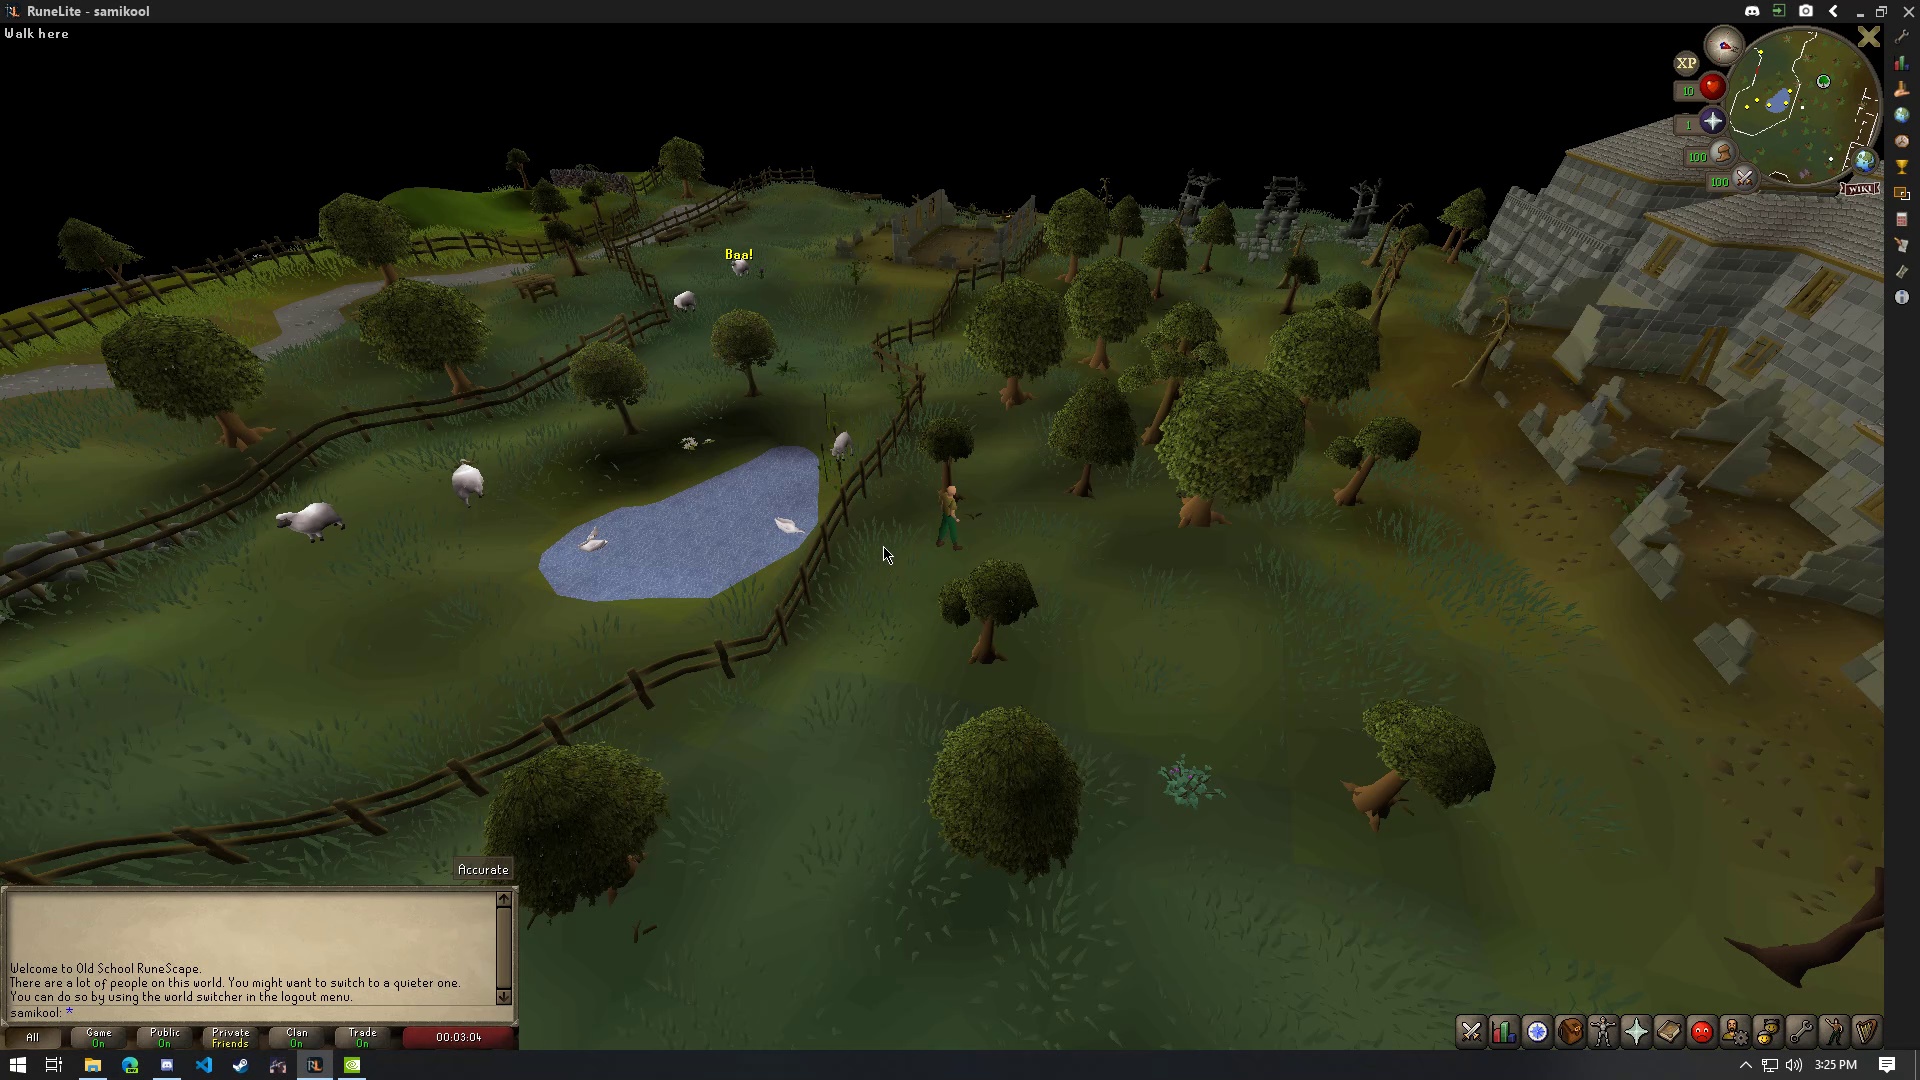 RuneLite - samikool
Walk here
XP
10
1
100
100
WIKI
Baa!
Accurate
Welcome to Old School RuneScape.
There are a lot of people on this world. You might want to switch to a quieter one.
You can do so by using the world switcher in the logout menu.
samikool: *
All
Game
On
Public
On
Private
Friends
Clan
On
Trade
On
00:03:04
3:25 PM